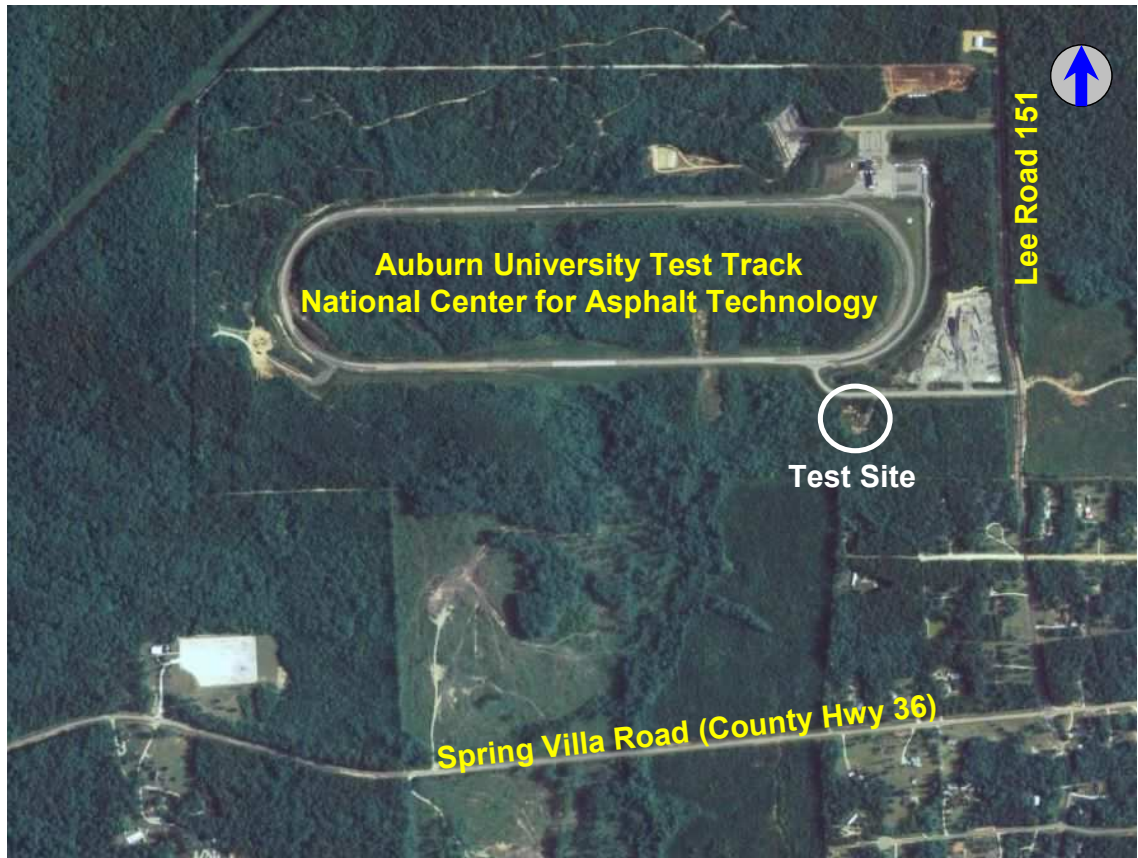 Lee Road 151
Auburn University Test Track
National Center for Asphalt Technology
Test Site
Spring Villa Road (County Hwy 36)